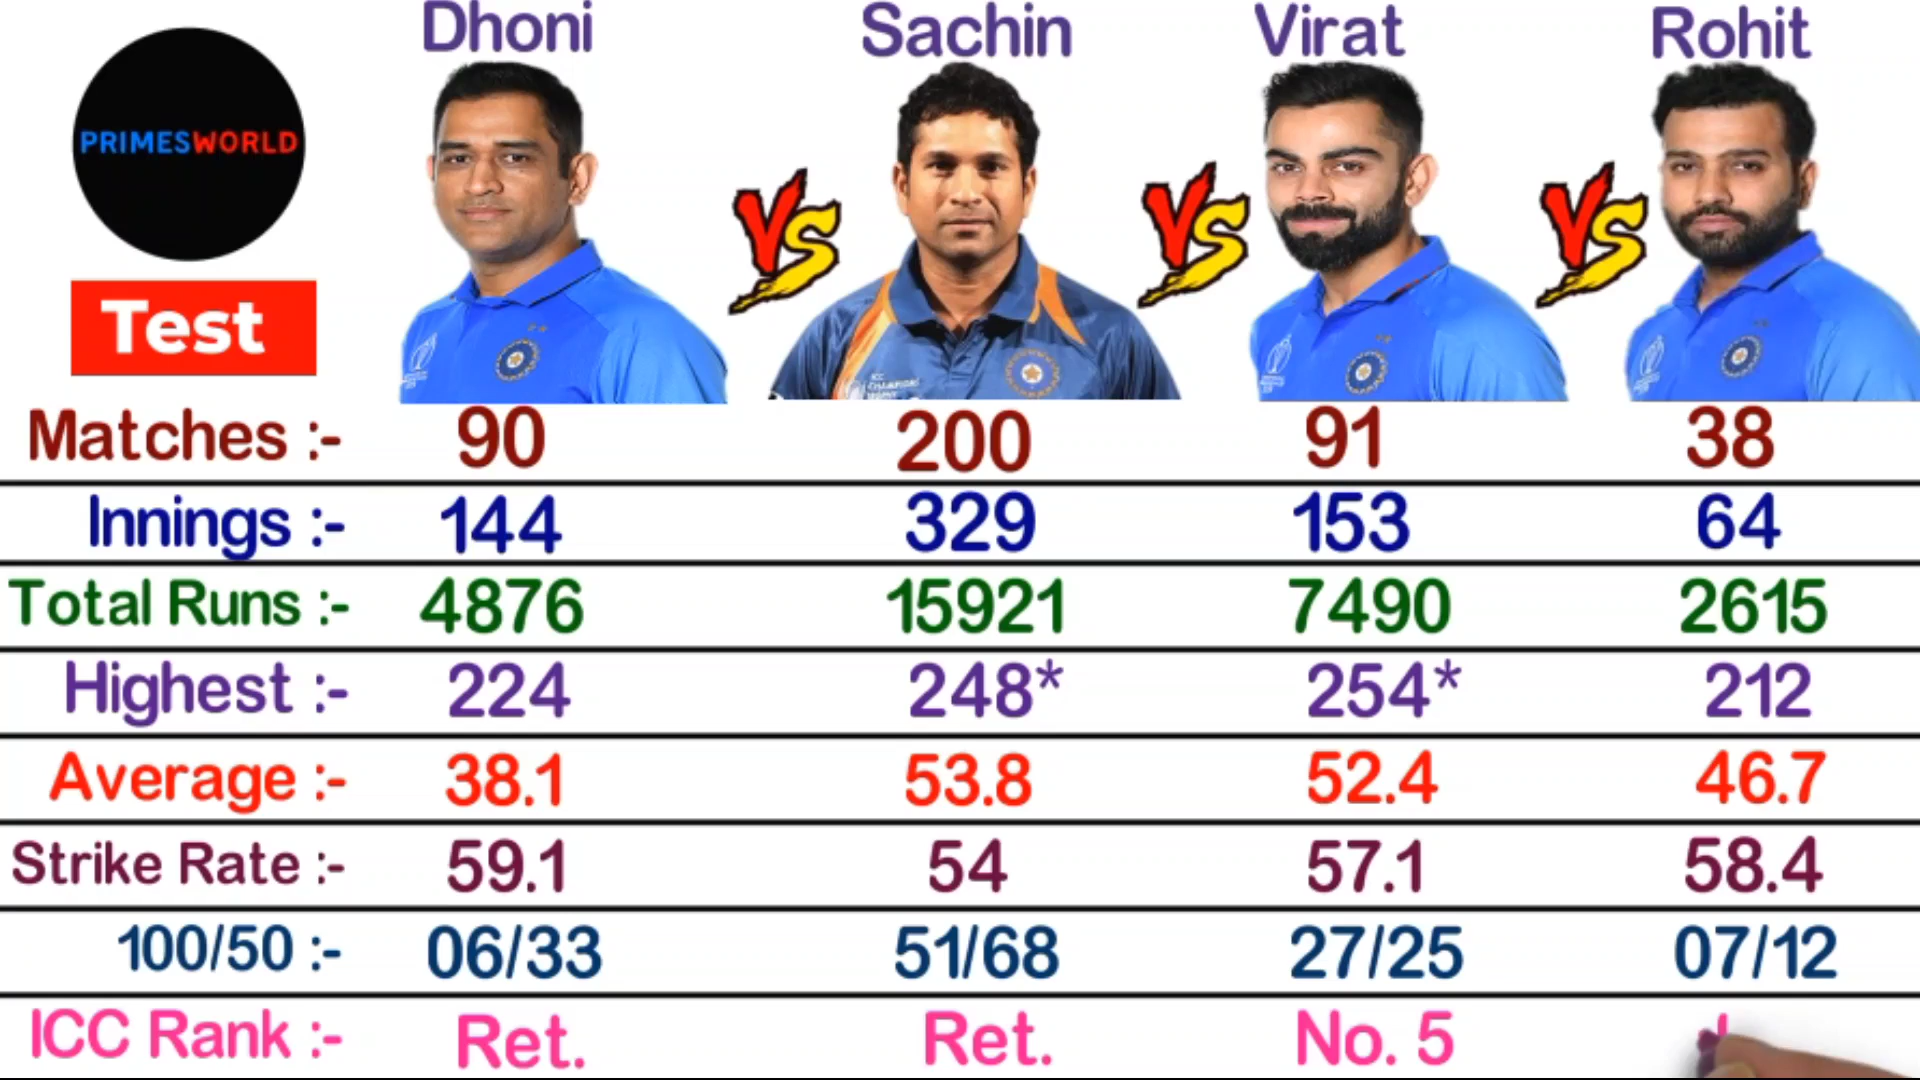 Dhoni Sachin Virat Rohit
PRIMESWORLD
VS VS VS
Test
Matches :- 90 200 91 38
Innings :- 144 329 153 64
Total Runs :- 4876 15921 7490 2615
Highest :- 224 248* 254* 212
Average :- 38.1 53.8 52.4 46.7
Strike Rate :- 59.1 54 57.1 58.4
100/50 :- 06/33 51/68 27/25 07/12
ICC Rank :- Ret. Ret. No. 5